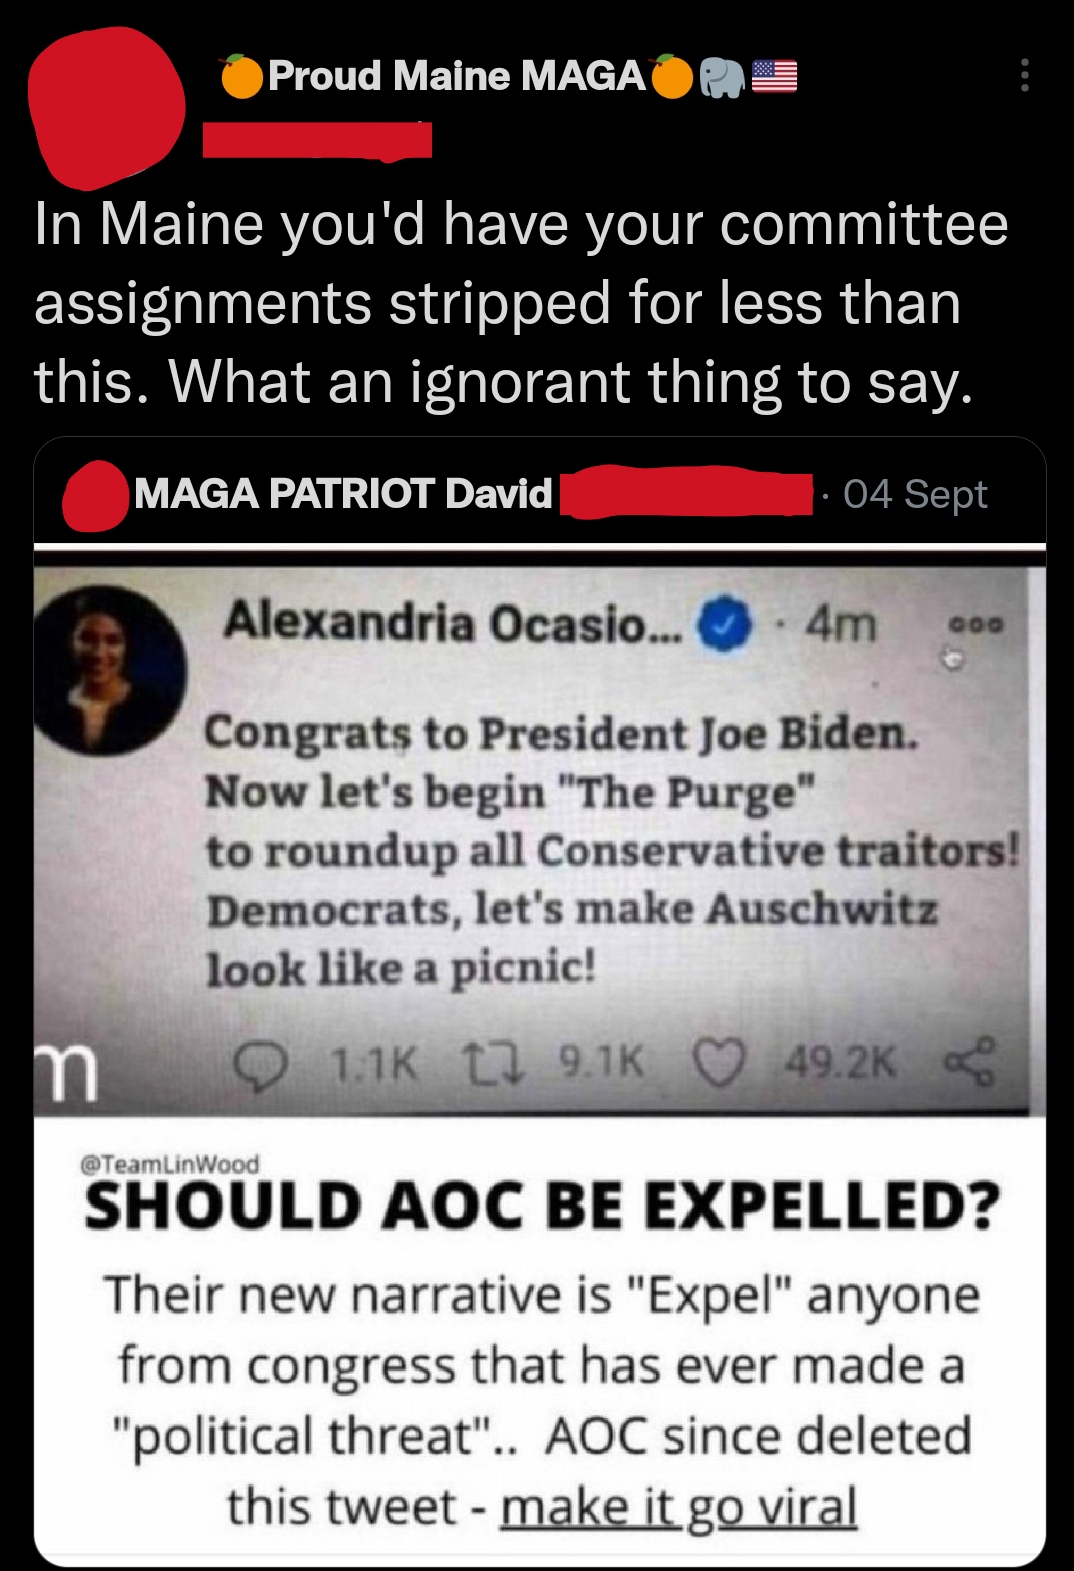 🍊Proud Maine MAGA🍊🐘🇺🇸
In Maine you'd have your committee
assignments stripped for less than
this. What an ignorant thing to say.
MAGA PATRIOT David · 04 Sept
Alexandria Ocasio... · 4m
Congrats to President Joe Biden.
Now let's begin "The Purge"
to roundup all Conservative traitors!
Democrats, let's make Auschwitz
look like a picnic!
m
1.1K 9.1K 49.2K
@TeamLinWood
SHOULD AOC BE EXPELLED?
Their new narrative is "Expel" anyone
from congress that has ever made a
"political threat".. AOC since deleted
this tweet - make it go viral